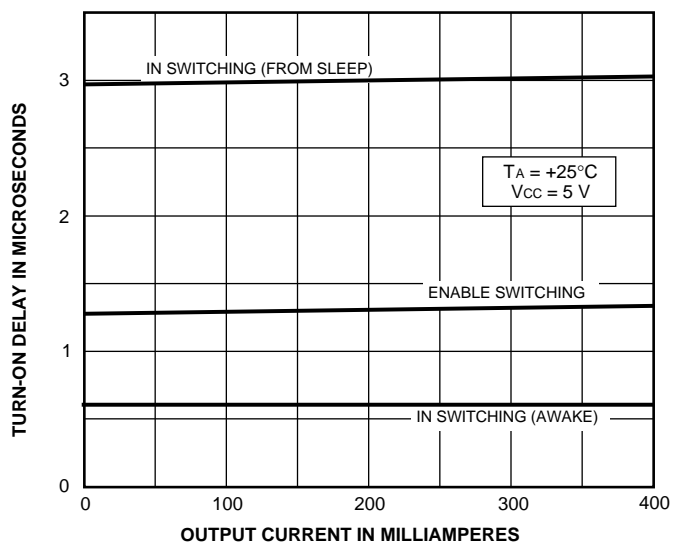 IN SWITCHING (FROM SLEEP)
3
TA = +25°C
VCC = 5 V
2
ENABLE SWITCHING
1
IN SWITCHING (AWAKE)
0
0 100 200 300 400
OUTPUT CURRENT IN MILLIAMPERES
TURN-ON DELAY IN MICROSECONDS